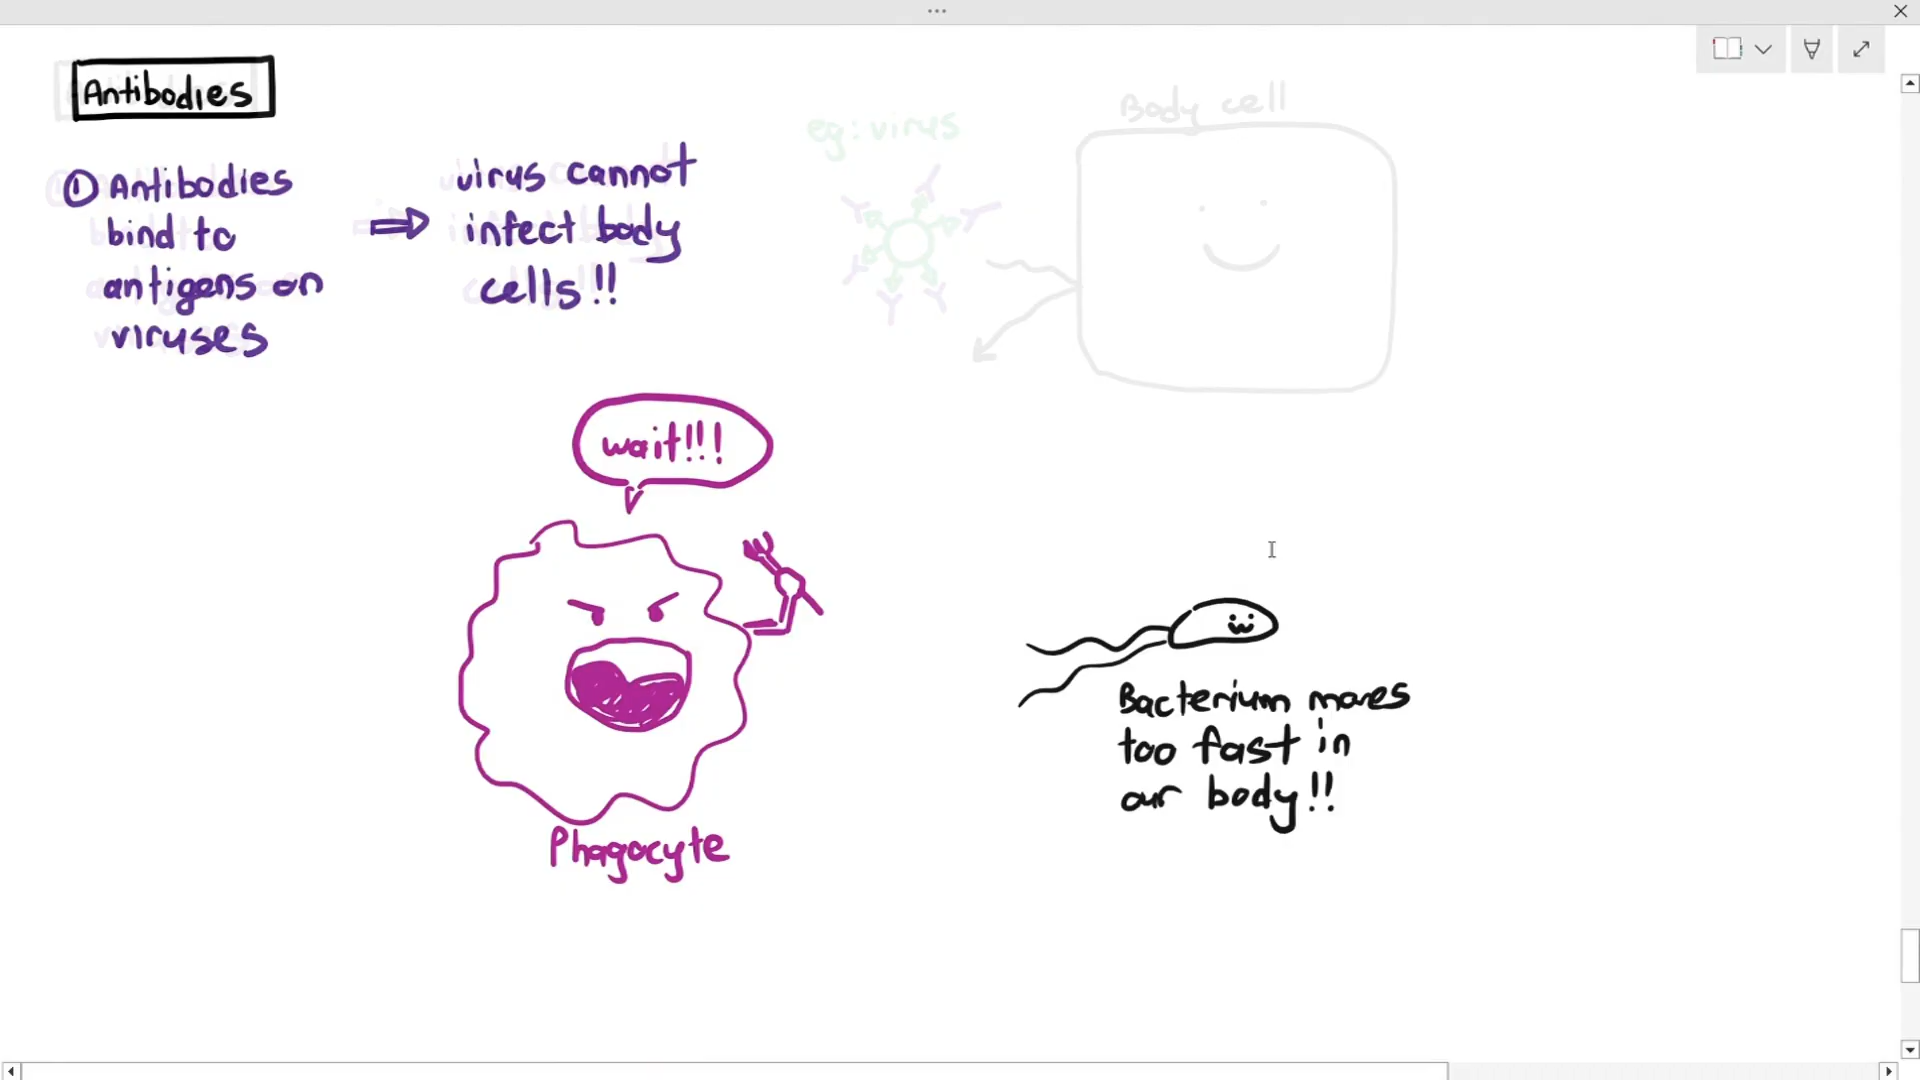 Antibodies
① Antibodies
bind to
antigens on
viruses
virus cannot
infect body
cells!!
eg: virus
Body cell
wait!!!
Phagocyte
Bacterium moves
too fast in
our body!!